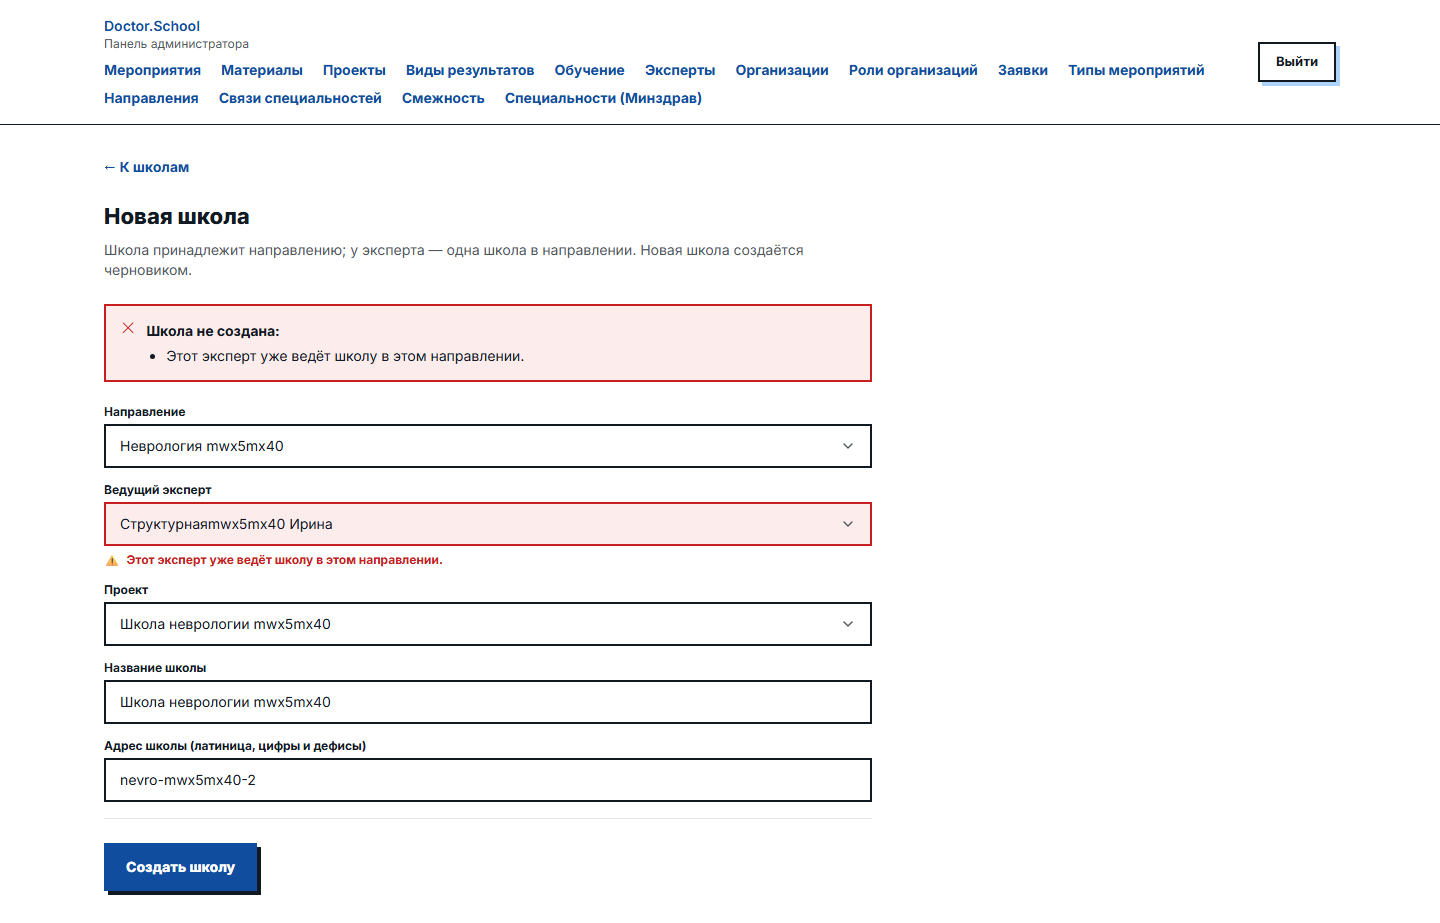 Doctor.School
Панель администратора
Мероприятия Материалы Проекты Виды результатов Обучение Эксперты Организации Роли организаций Заявки Типы мероприятий
Направления Связи специальностей Смежность Специальности (Минздрав)
Выйти
← К школам
Новая школа
Школа принадлежит направлению; у эксперта — одна школа в направлении. Новая школа создаётся
черновиком.
Школа не создана:
• Этот эксперт уже ведёт школу в этом направлении.
Направление
Неврология mwx5mx40
Ведущий эксперт
Структурнаяmwx5mx40 Ирина
Этот эксперт уже ведёт школу в этом направлении.
Проект
Школа неврологии mwx5mx40
Название школы
Школа неврологии mwx5mx40
Адрес школы (латиница, цифры и дефисы)
nevro-mwx5mx40-2
Создать школу